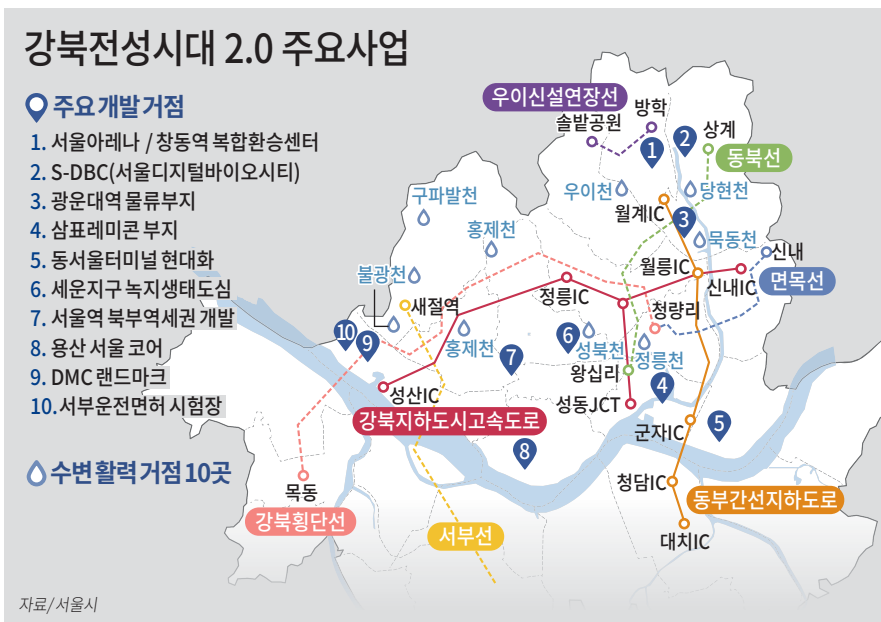 강북전성시대 2.0 주요사업
주요 개발 거점
1. 서울아레나 / 창동역 복합환승센터
2. S-DBC(서울디지털바이오시티)
3. 광운대역 물류부지
4. 삼표레미콘 부지
5. 동서울터미널 현대화
6. 세운지구 녹지생태도심
7. 서울역 북부역세권 개발
8. 용산 서울 코어
9. DMC 랜드마크
10. 서부운전면허 시험장
수변 활력 거점 10곳
우이신설연장선
솔밭공원
방학
1
2
상계
동북선
우이천
당현천
구파발천
월계IC
3
홍제천
묵동천
신내
불광천
월릉IC
신내IC
면목선
새절역
정릉IC
청량리
10
9
홍제천
7
6
성북천
정릉천
왕십리
4
성산IC
성동JCT
강북지하도시고속도로
군자IC
5
8
청담IC
목동
동부간선지하도로
강북횡단선
서부선
대치IC
자료/서울시